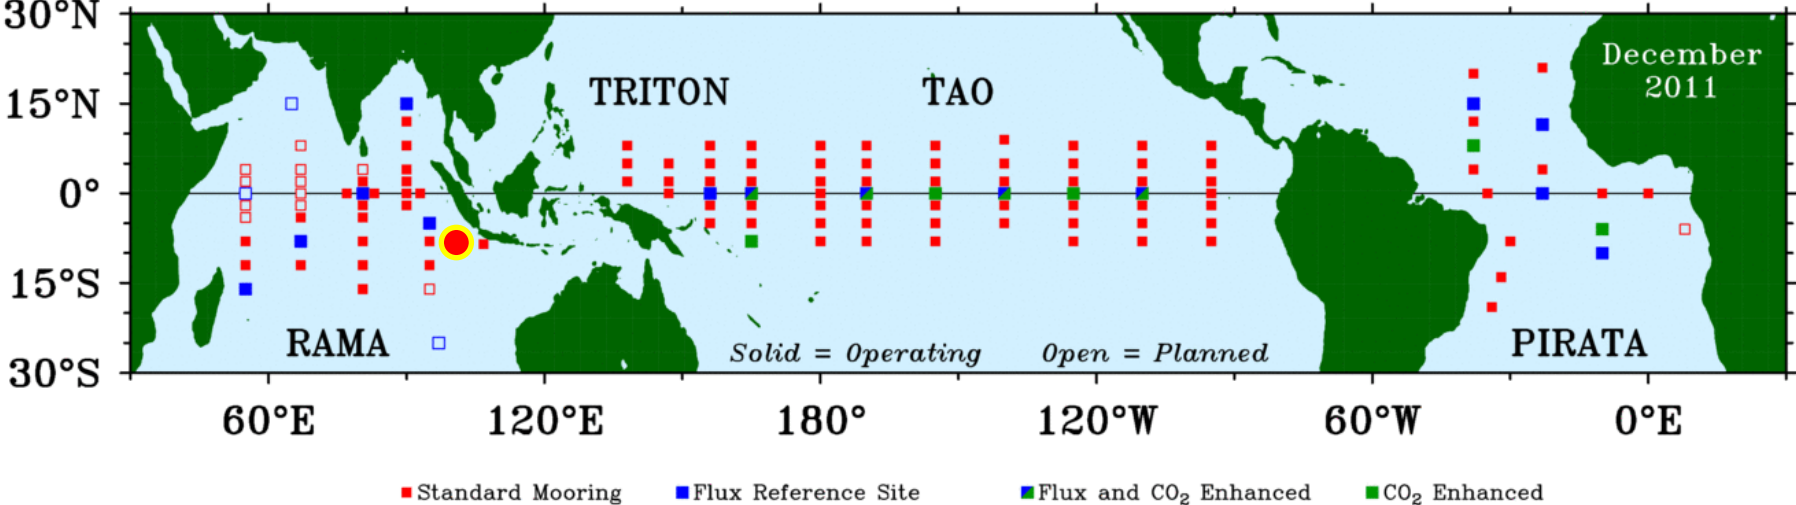 30°N
15°N
0°
15°S
30°S
December
2011
TRITON
TAO
RAMA
Solid = Operating
Open = Planned
PIRATA
60°E
120°E
180°
120°W
60°W
0°E
Standard Mooring
Flux Reference Site
Flux and CO₂ Enhanced
CO₂ Enhanced